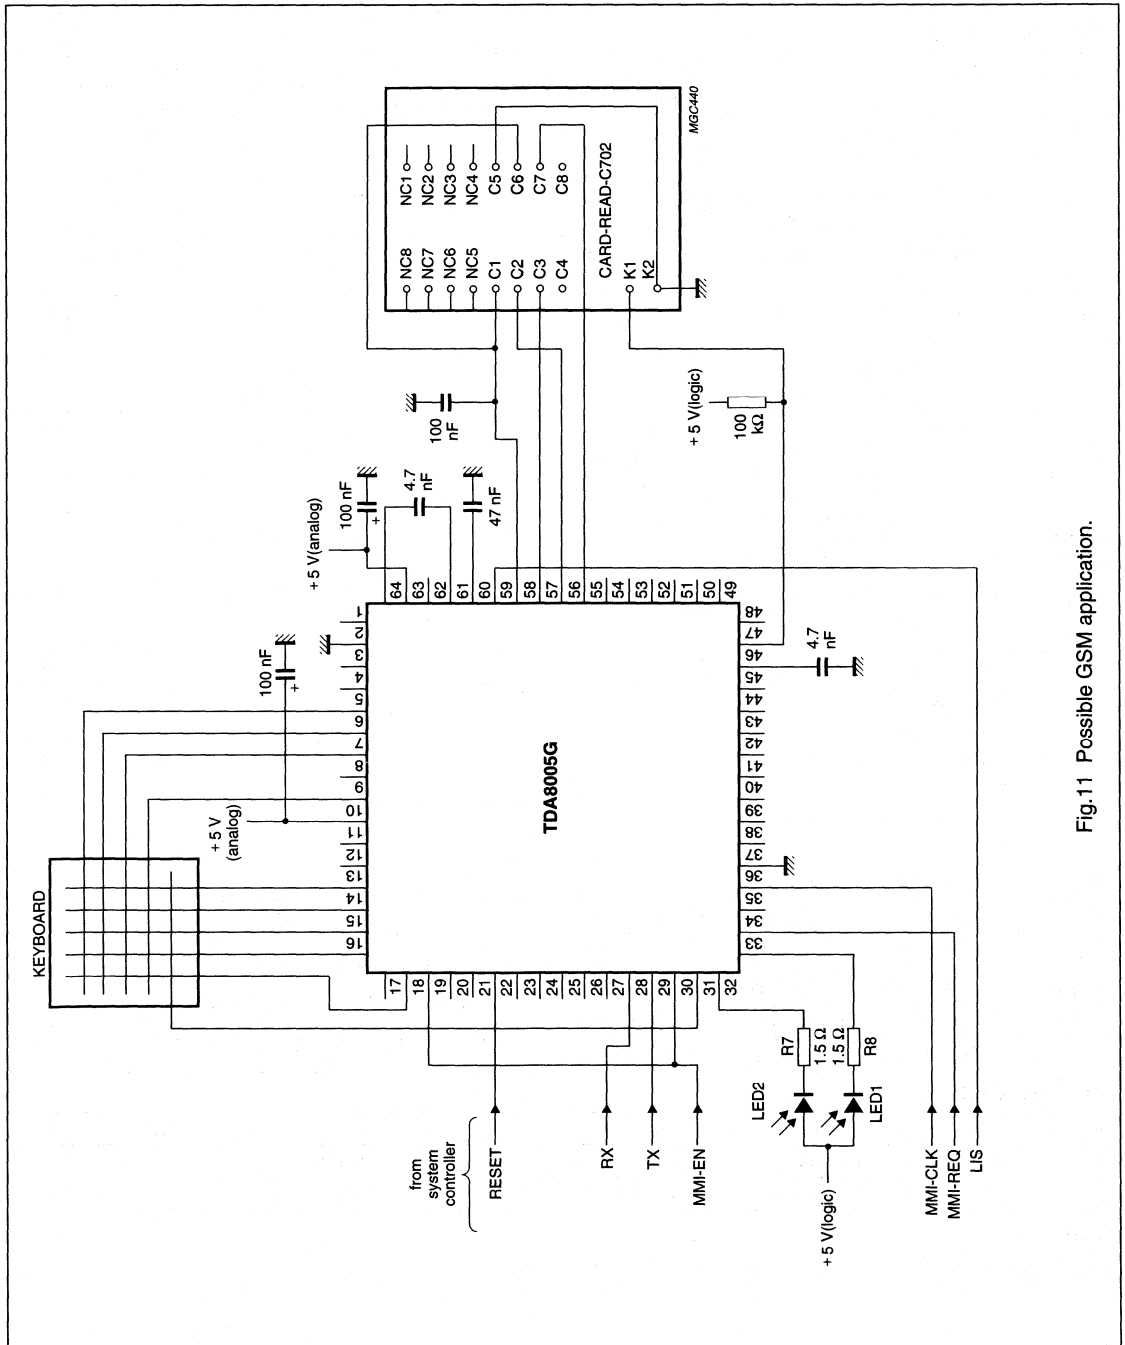 KEYBOARD
+ 5 V
(analog)
100 nF
+
+ 5 V(analog)
100 nF
+
4.7
nF
47 nF
100
nF
NC8
NC7
NC6
NC5
C1
C2
C3
C4
NC1
NC2
NC3
NC4
C5
C6
C7
C8
CARD-READ-C702
K1
K2
MGC440
+ 5 V(logic)
100
kΩ
1
2
3
4
5
6
7
8
9
10
11
12
13
14
15
16
17
18
19
20
21
22
23
24
25
26
27
28
29
30
31
32
33
34
35
36
37
38
39
40
41
42
43
44
45
46
47
48
49
50
51
52
53
54
55
56
57
58
59
60
61
62
63
64
TDA8005G
4.7
nF
from
system
controller
RESET
RX
TX
MMI-EN
LED2
R7
1.5 Ω
1.5 Ω
R8
LED1
+ 5 V(logic)
MMI-CLK
MMI-REQ
LIS
Fig.11 Possible GSM application.